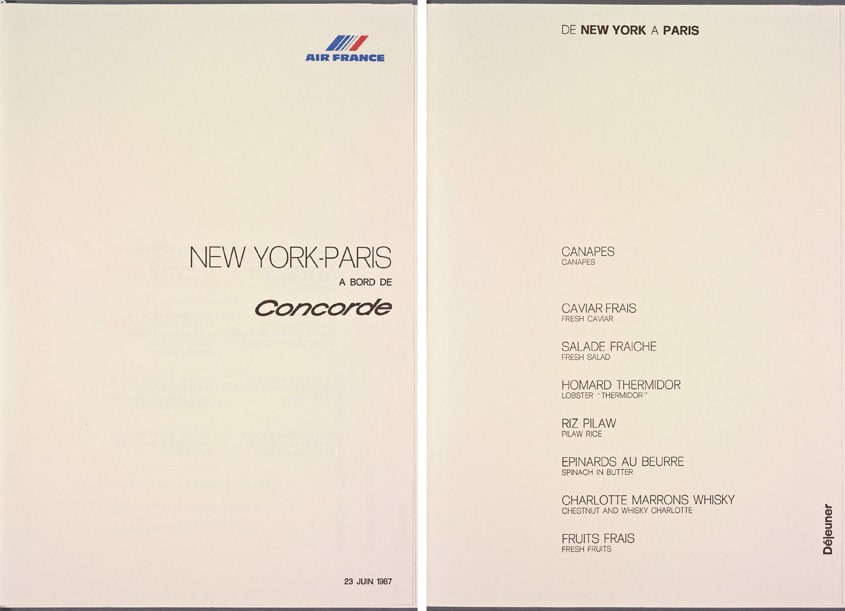 AIR FRANCE
NEW YORK-PARIS
A BORD DE
Concorde
23 JUIN 1987
DE NEW YORK A PARIS
CANAPES
CANAPES
CAVIAR FRAIS
FRESH CAVIAR
SALADE FRAICHE
FRESH SALAD
HOMARD THERMIDOR
LOBSTER "THERMIDOR"
RIZ PILAW
PILAW RICE
EPINARDS AU BEURRE
SPINACH IN BUTTER
CHARLOTTE MARRONS WHISKY
CHESTNUT AND WHISKY CHARLOTTE
FRUITS FRAIS
FRESH FRUITS
Déjeuner